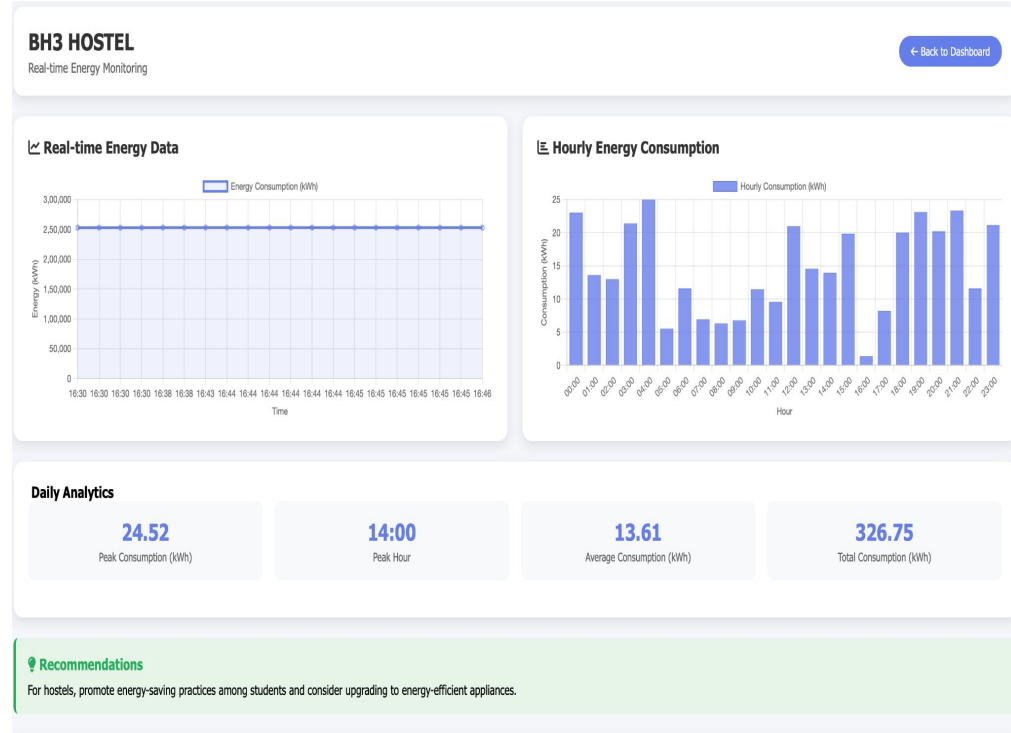 BH3 HOSTEL
Real-time Energy Monitoring
← Back to Dashboard
Real-time Energy Data
Energy Consumption (kWh)
3,00,000
2,50,000
2,00,000
1,50,000
1,00,000
50,000
0
Energy (kWh)
16:30 16:30 16:30 16:30 16:38 16:38 16:43 16:44 16:44 16:44 16:44 16:44 16:44 16:44 16:45 16:45 16:45 16:45 16:45 16:46
Time
Hourly Energy Consumption
Hourly Consumption (kWh)
25
20
15
10
5
0
Consumption (kWh)
00:00 01:00 02:00 03:00 04:00 05:00 06:00 07:00 08:00 09:00 10:00 11:00 12:00 13:00 14:00 15:00 16:00 17:00 18:00 19:00 20:00 21:00 22:00 23:00
Hour
Daily Analytics
24.52
Peak Consumption (kWh)
14:00
Peak Hour
13.61
Average Consumption (kWh)
326.75
Total Consumption (kWh)
Recommendations
For hostels, promote energy-saving practices among students and consider upgrading to energy-efficient appliances.